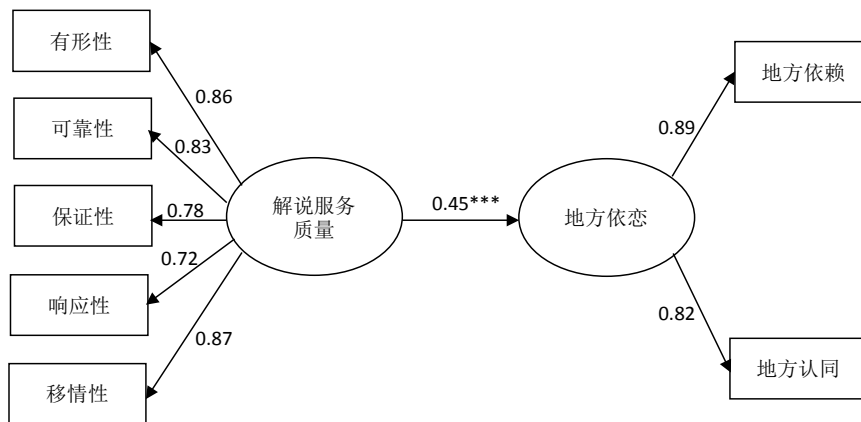 有形性
可靠性
保证性
响应性
移情性
0.86
0.83
0.78
0.72
0.87
解说服务
质量
0.45***
地方依恋
0.89
0.82
地方依赖
地方认同